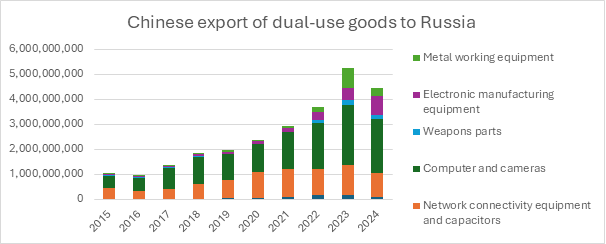 Chinese export of dual-use goods to Russia
6,000,000,000
5,000,000,000
4,000,000,000
3,000,000,000
2,000,000,000
1,000,000,000
0
2015
2016
2017
2018
2019
2020
2021
2022
2023
2024
Metal working equipment
Electronic manufacturing
equipment
Weapons parts
Computer and cameras
Network connectivity equipment
and capacitors